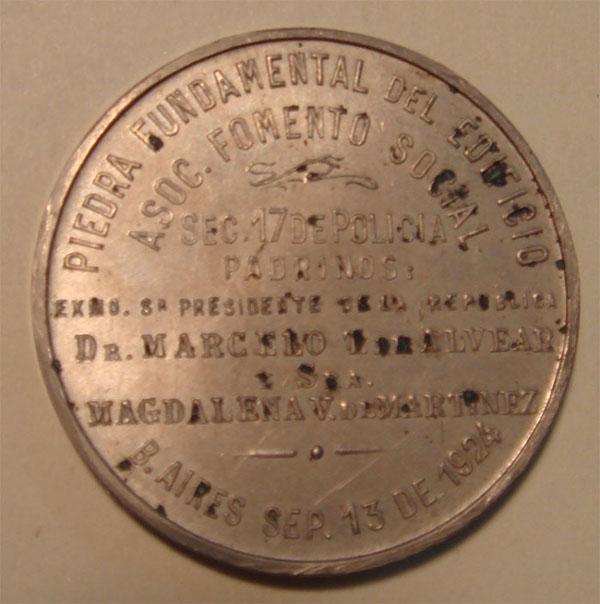 PIEDRA FUNDAMENTAL DEL EDIFICIO
ASOC. FOMENTO SOCIAL
SEC. 17 DE POLICIA
PADRINOS:
EXMO. SR PRESIDENTE DE LA REPUBLICA
DR. MARCELO T. DE ALVEAR
Y SRA.
MAGDALENA V. DE MARTINEZ
B. AIRES SEP. 13 DE 1924